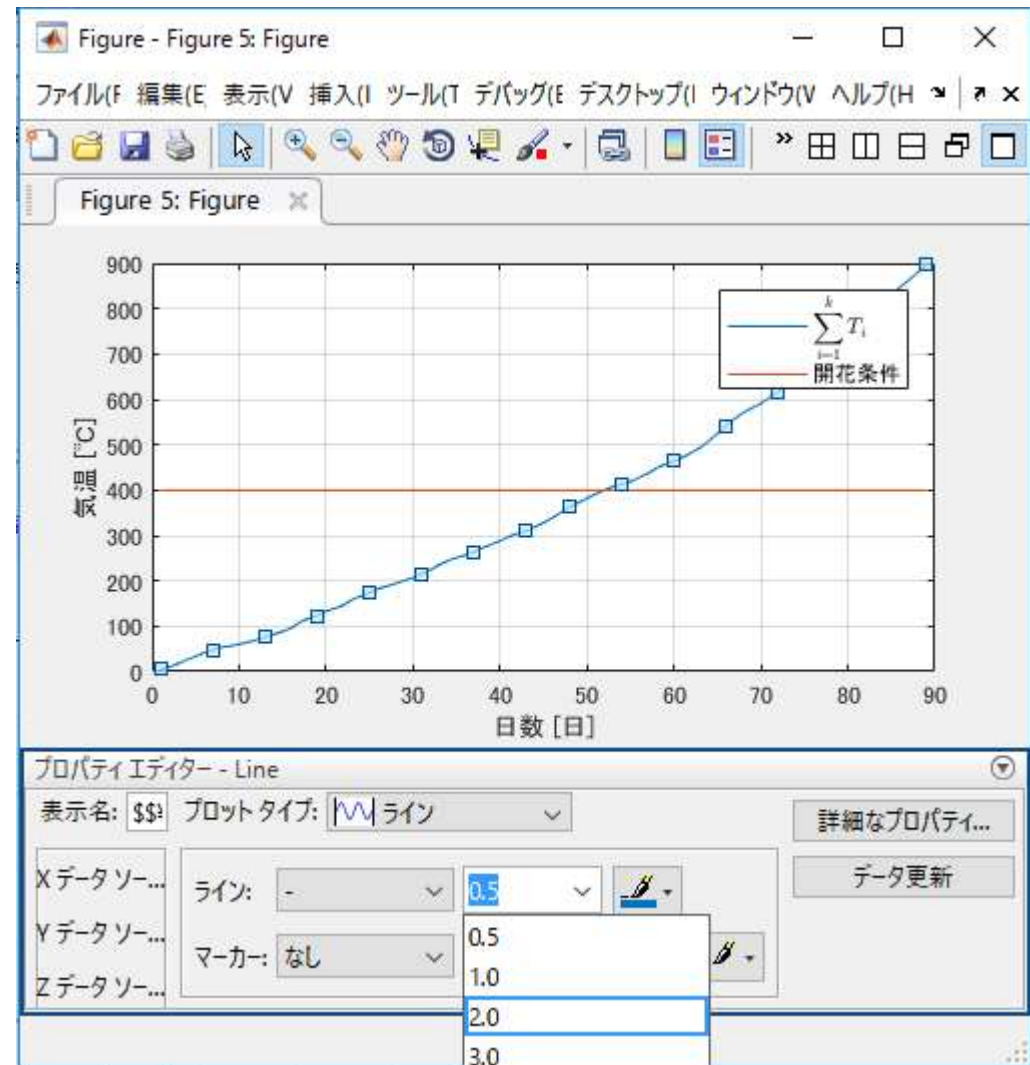 Figure - Figure 5: Figure
ファイル(F 編集(E 表示(V 挿入(I ツール(T デバッグ(E デスクトップ(I ウィンドウ(V ヘルプ(H
Figure 5: Figure
900
800
700
600
500
400
300
200
100
0
気温 [°C]
0 10 20 30 40 50 60 70 80 90
日数 [日]
k
∑ T_i
i=1
開花条件
プロパティ エディター - Line
表示名: $$ プロット タイプ: ライン
詳細なプロパティ...
X データ ソー...
Y データ ソー...
Z データ ソー...
ライン: - 0.5
データ更新
マーカー: なし
0.5
1.0
2.0
3.0